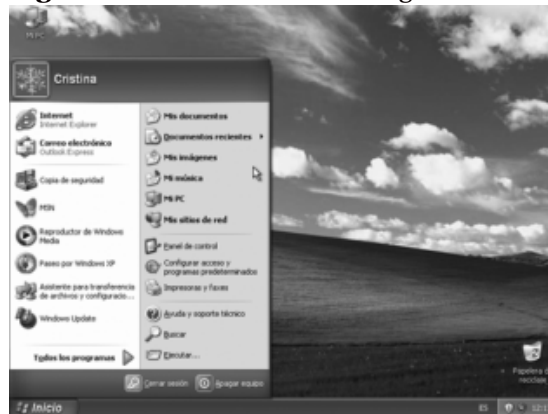 Mi PC
Cristina
Internet
Internet Explorer
Correo electrónico
Outlook Express
Copia de seguridad
MSN
Reproductor de Windows
Media
Paseo por Windows XP
Asistente para transferencia
de archivos y configuracio...
Windows Update
Todos los programas
Mis documentos
Documentos recientes
Mis imágenes
Mi música
Mi PC
Mis sitios de red
Panel de control
Configurar acceso y
programas predeterminados
Impresoras y faxes
Ayuda y soporte técnico
Buscar
Ejecutar...
Cerrar sesión
Apagar equipo
Papelera de
reciclaje
Inicio
ES